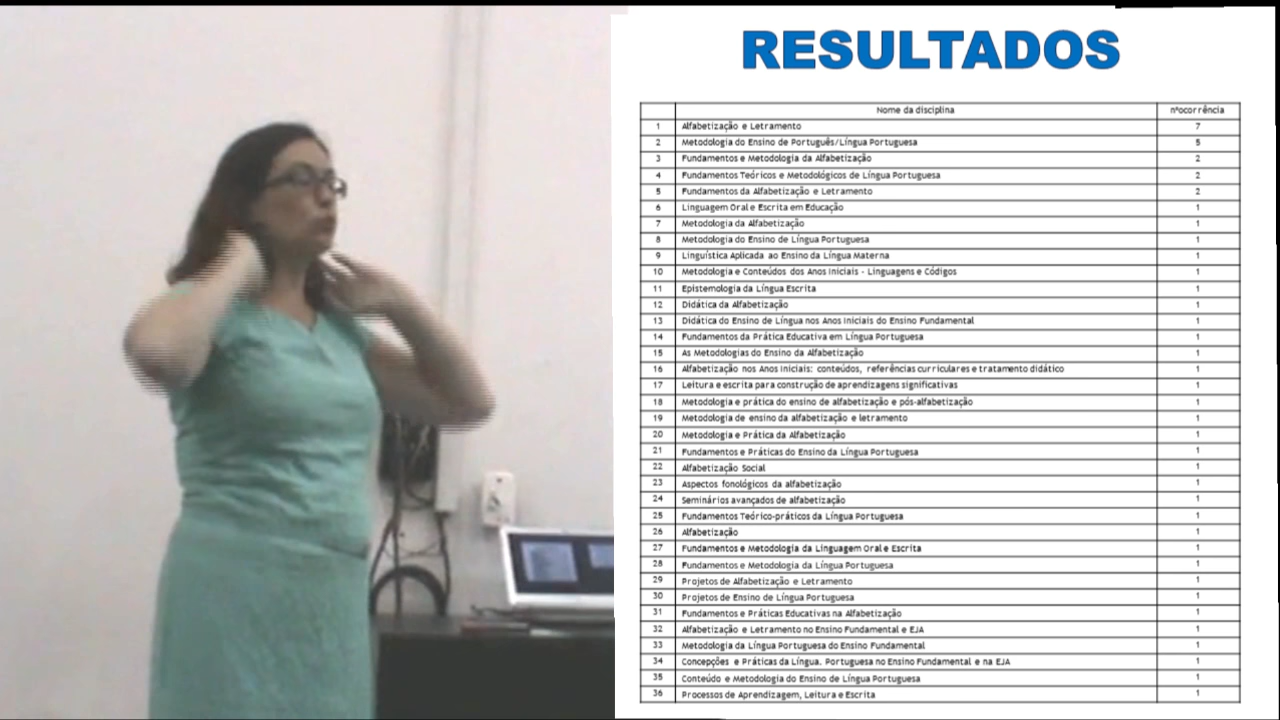 RESULTADOS
Nome da disciplina nºocorrência
1 Alfabetização e Letramento 7
2 Metodologia do Ensino de Português/Língua Portuguesa 5
3 Fundamentos e Metodologia da Alfabetização 2
4 Fundamentos Teóricos e Metodológicos de Língua Portuguesa 2
5 Fundamentos da Alfabetização e Letramento 2
6 Linguagem Oral e Escrita em Educação 1
7 Metodologia da Alfabetização 1
8 Metodologia do Ensino de Língua Portuguesa 1
9 Linguística Aplicada ao Ensino da Língua Materna 1
10 Metodologia e Conteúdos dos Anos Iniciais - Linguagens e Códigos 1
11 Epistemologia da Língua Escrita 1
12 Didática da Alfabetização 1
13 Didática do Ensino de Língua nos Anos Iniciais do Ensino Fundamental 1
14 Fundamentos da Prática Educativa em Língua Portuguesa 1
15 As Metodologias do Ensino da Alfabetização 1
16 Alfabetização nos Anos Iniciais: conteúdos, referências curriculares e tratamento didático 1
17 Leitura e escrita para construção de aprendizagens significativas 1
18 Metodologia e prática do ensino de alfabetização e pós-alfabetização 1
19 Metodologia de ensino da alfabetização e letramento 1
20 Metodologia e Prática da Alfabetização 1
21 Fundamentos e Práticas do Ensino da Língua Portuguesa 1
22 Alfabetização Social 1
23 Aspectos fonológicos da alfabetização 1
24 Seminários avançados de alfabetização 1
25 Fundamentos Teórico-práticos da Língua Portuguesa 1
26 Alfabetização 1
27 Fundamentos e Metodologia da Linguagem Oral e Escrita 1
28 Fundamentos e Metodologia da Língua Portuguesa 1
29 Projetos de Alfabetização e Letramento 1
30 Projetos de Ensino de Língua Portuguesa 1
31 Fundamentos e Práticas Educativas na Alfabetização 1
32 Alfabetização e Letramento no Ensino Fundamental e EJA 1
33 Metodologia da Língua Portuguesa do Ensino Fundamental 1
34 Concepções e Práticas da Língua. Portuguesa no Ensino Fundamental e na EJA 1
35 Conteúdo e Metodologia do Ensino de Língua Portuguesa 1
36 Processos de Aprendizagem, Leitura e Escrita 1